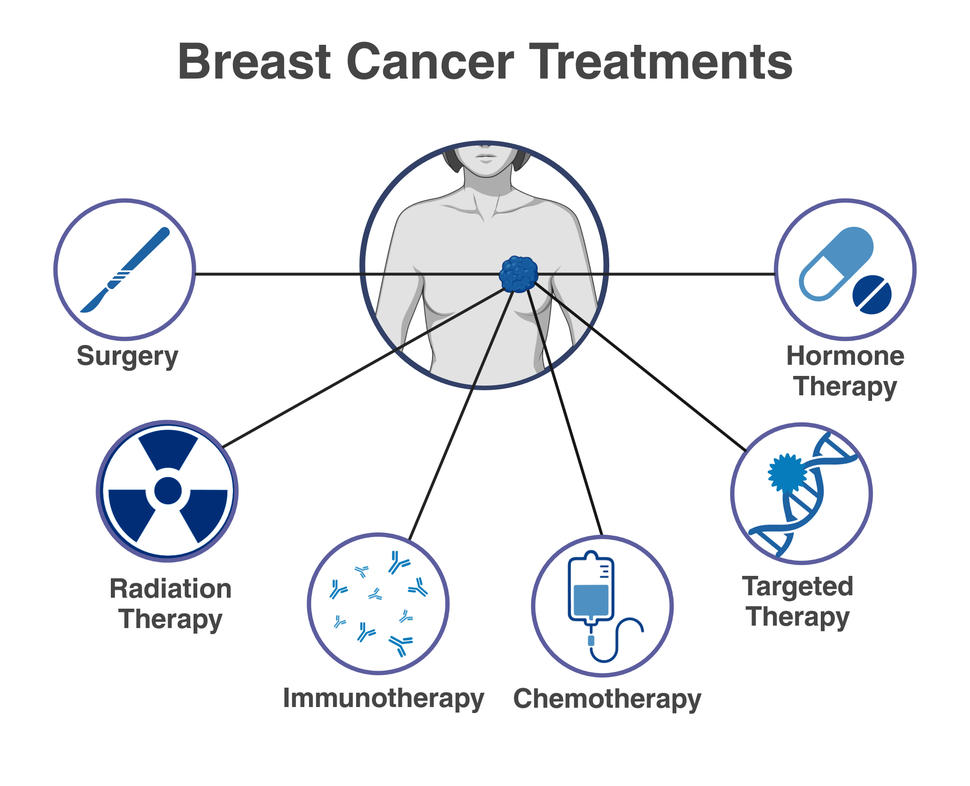 Breast Cancer Treatments
Surgery
Hormone
Therapy
Radiation
Therapy
Targeted
Therapy
Immunotherapy
Chemotherapy